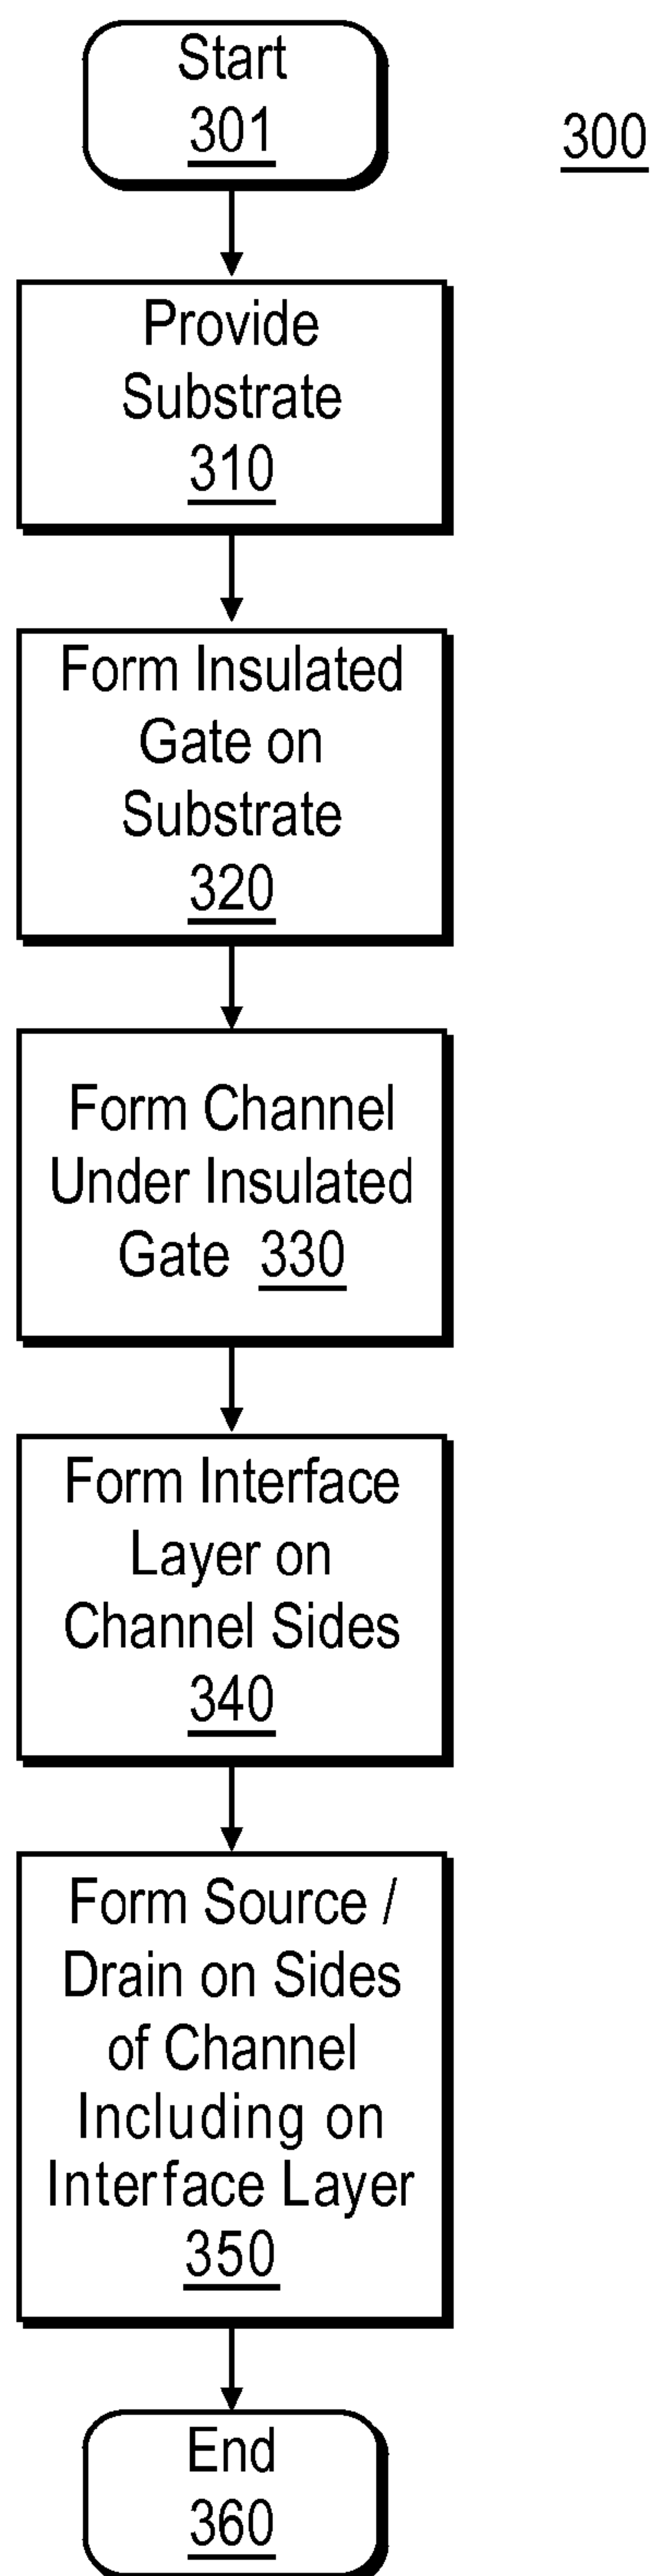 Start
301
300
Provide
Substrate
310
Form Insulated
Gate on
Substrate
320
Form Channel
Under Insulated
Gate 330
Form Interface
Layer on
Channel Sides
340
Form Source /
Drain on Sides
of Channel
Including on
Interface Layer
350
End
360